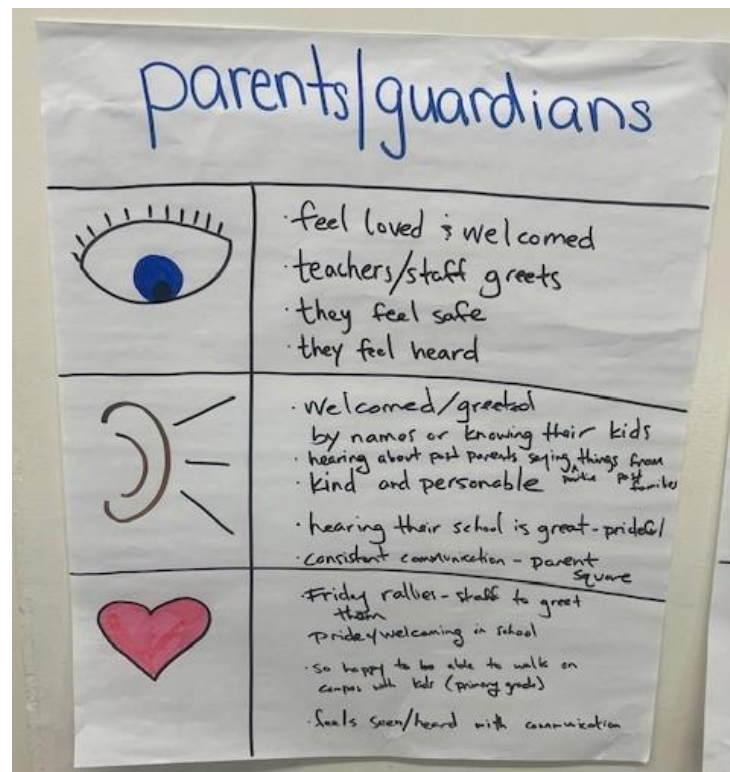 parents/guardians
· feel loved & welcomed
· teachers/staff greets
· they feel safe
· they feel heard
· welcomed/greeted
by names or knowing their kids
· hearing about past parents saying positive things from
past families
· kind and personable
· hearing their school is great - prideful
· consistent communication - parent
square
· Friday rallies - staff to greet
them
pridey welcoming in school
· so happy to be able to walk on
campus with kids (primary grade)
· feels seen/heard with communication